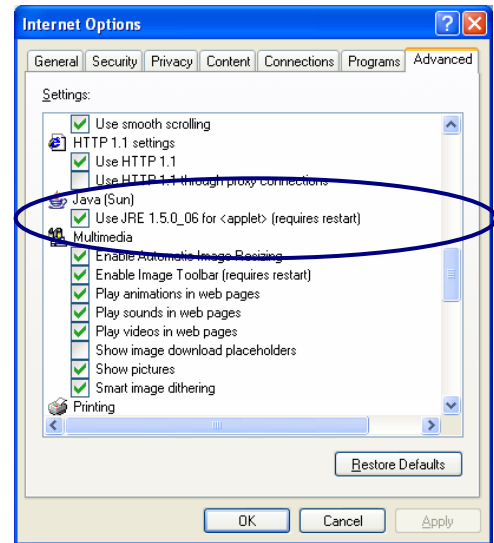 Internet Options
General Security Privacy Content Connections Programs Advanced
Settings:
Use smooth scrolling
HTTP 1.1 settings
Use HTTP 1.1
Use HTTP 1.1 through proxy connections
Java (Sun)
Use JRE 1.5.0_06 for <applet> (requires restart)
Multimedia
Enable Automatic Image Resizing
Enable Image Toolbar (requires restart)
Play animations in web pages
Play sounds in web pages
Play videos in web pages
Show image download placeholders
Show pictures
Smart image dithering
Printing
Restore Defaults
OK Cancel Apply